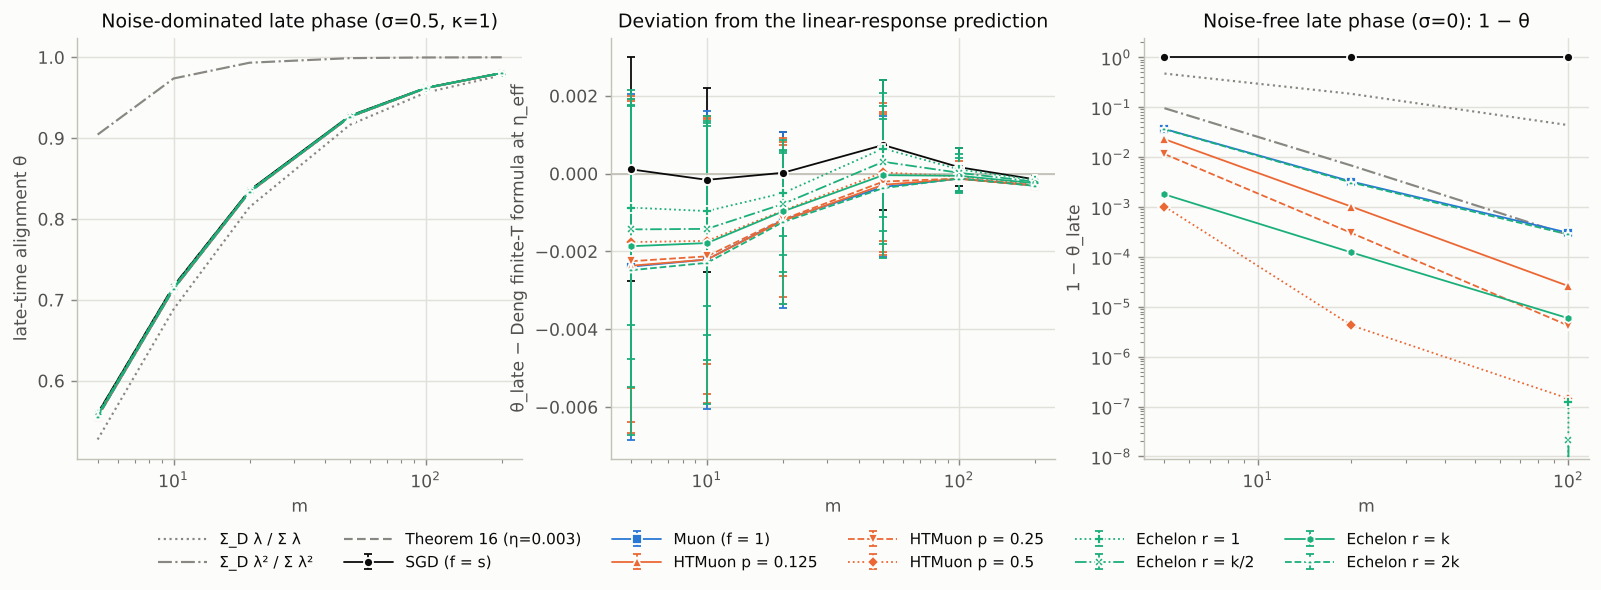 Noise-dominated late phase (σ=0.5, κ=1)
late-time alignment θ
1.0
0.9
0.8
0.7
0.6
10¹
10²
m
Deviation from the linear-response prediction
θ_late − Deng finite-T formula at η_eff
0.002
0.000
−0.002
−0.004
−0.006
10¹
10²
m
Noise-free late phase (σ=0): 1 − θ
1 − θ_late
10⁰
10⁻¹
10⁻²
10⁻³
10⁻⁴
10⁻⁵
10⁻⁶
10⁻⁷
10⁻⁸
10¹
10²
m
Σ_D λ / Σ λ
Σ_D λ² / Σ λ²
Theorem 16 (η=0.003)
SGD (f = s)
Muon (f = 1)
HTMuon p = 0.125
HTMuon p = 0.25
HTMuon p = 0.5
Echelon r = 1
Echelon r = k/2
Echelon r = k
Echelon r = 2k